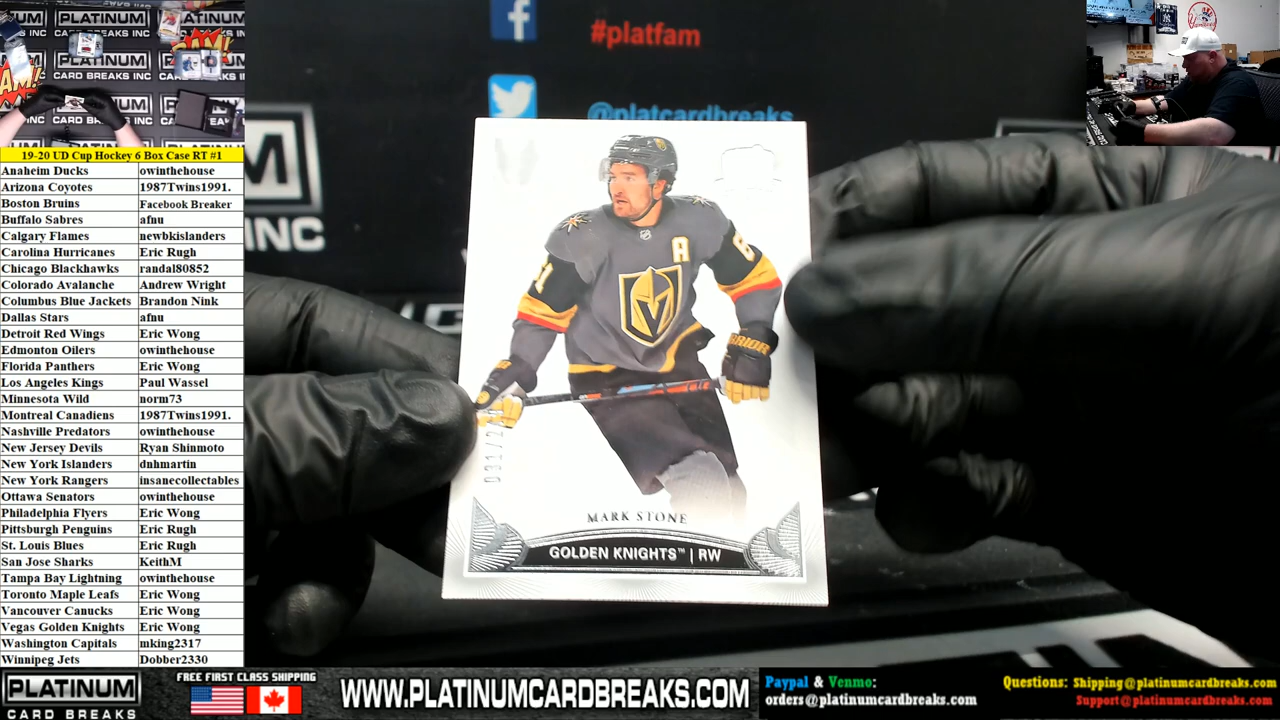 #platfam
@platcardbreaks
PLATINUM
CARD BREAKS INC
19-20 UD Cup Hockey 6 Box Case RT #1
Anaheim Ducks owinthehouse
Arizona Coyotes 1987Twins1991.
Boston Bruins Facebook Breaker
Buffalo Sabres afnu
Calgary Flames newbkislanders
Carolina Hurricanes Eric Rugh
Chicago Blackhawks randal80852
Colorado Avalanche Andrew Wright
Columbus Blue Jackets Brandon Nink
Dallas Stars afnu
Detroit Red Wings Eric Wong
Edmonton Oilers owinthehouse
Florida Panthers Eric Wong
Los Angeles Kings Paul Wassel
Minnesota Wild norm73
Montreal Canadiens 1987Twins1991.
Nashville Predators owinthehouse
New Jersey Devils Ryan Shinmoto
New York Islanders dnhmartin
New York Rangers insanecollectables
Ottawa Senators owinthehouse
Philadelphia Flyers Eric Wong
Pittsburgh Penguins Eric Rugh
St. Louis Blues Eric Rugh
San Jose Sharks KeithM
Tampa Bay Lightning owinthehouse
Toronto Maple Leafs Eric Wong
Vancouver Canucks Eric Wong
Vegas Golden Knights Eric Wong
Washington Capitals mking2317
Winnipeg Jets Dobber2330
INC
A
MARK STONE
GOLDEN KNIGHTS™ | RW
PLATINUM
CARD BREAKS
FREE FIRST CLASS SHIPPING
WWW.PLATINUMCARDBREAKS.COM
Paypal & Venmo:
orders@platinumcardbreaks.com
Questions: Shipping@platinumcardbreaks.com
Support@platinumcardbreaks.com